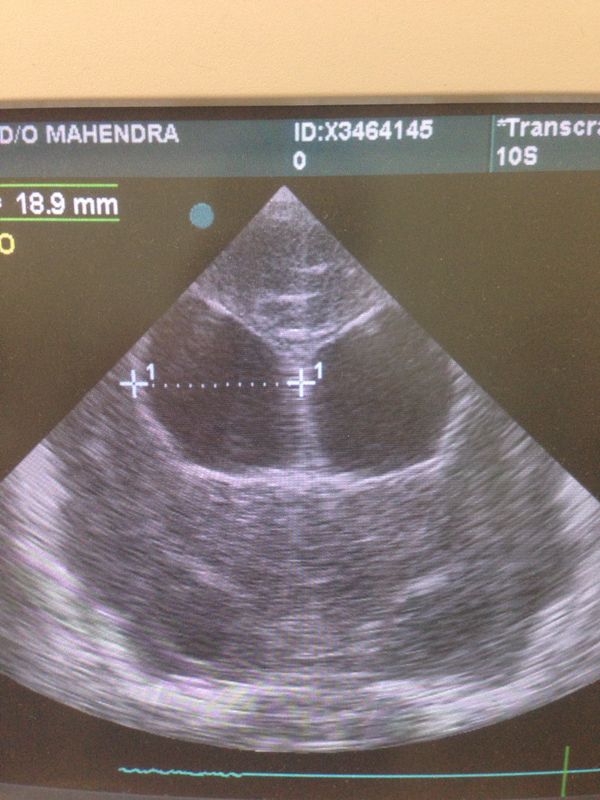 D/O MAHENDRA
ID:X3464145
0
*Transcra
10S
18.9 mm
O
1
1